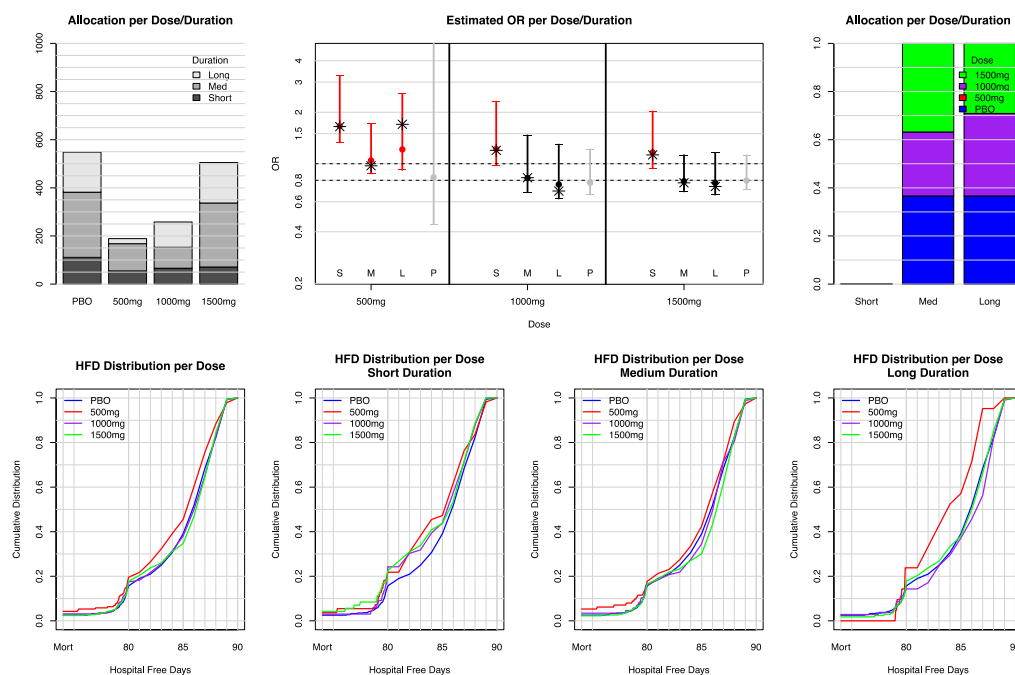 Allocation per Dose/Duration
1000
800
600
400
200
0
Duration
Long
Med
Short
PBO
500mg
1000mg
1500mg
Estimated OR per Dose/Duration
OR
4
3
2
1.5
1
0.8
0.6
0.4
0.2
S
M
L
P
S
M
L
P
S
M
L
P
500mg
1000mg
1500mg
Dose
Allocation per Dose/Duration
1.0
0.8
0.6
0.4
0.2
0.0
Dose
1500mg
1000mg
500mg
PBO
Short
Med
Long
HFD Distribution per Dose
Cumulative Distribution
1.0
0.8
0.6
0.4
0.2
0.0
PBO
500mg
1000mg
1500mg
Mort
80
85
90
Hospital Free Days
HFD Distribution per Dose
Short Duration
Cumulative Distribution
1.0
0.8
0.6
0.4
0.2
0.0
PBO
500mg
1000mg
1500mg
Mort
80
85
90
Hospital Free Days
HFD Distribution per Dose
Medium Duration
Cumulative Distribution
1.0
0.8
0.6
0.4
0.2
0.0
PBO
500mg
1000mg
1500mg
Mort
80
85
90
Hospital Free Days
HFD Distribution per Dose
Long Duration
Cumulative Distribution
1.0
0.8
0.6
0.4
0.2
0.0
PBO
500mg
1000mg
1500mg
Mort
80
85
90
Hospital Free Days